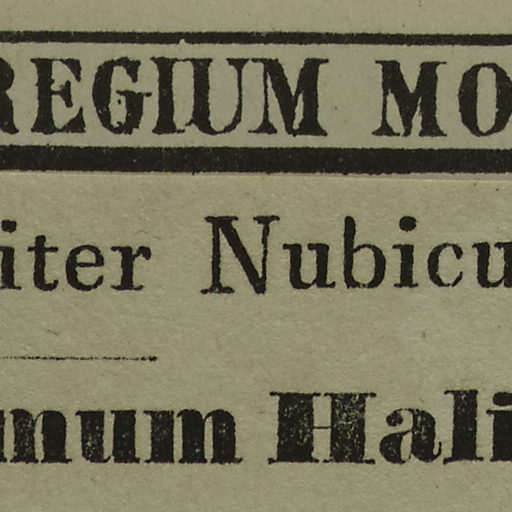 REGIUM MO
iter Nubicu
mum Hali